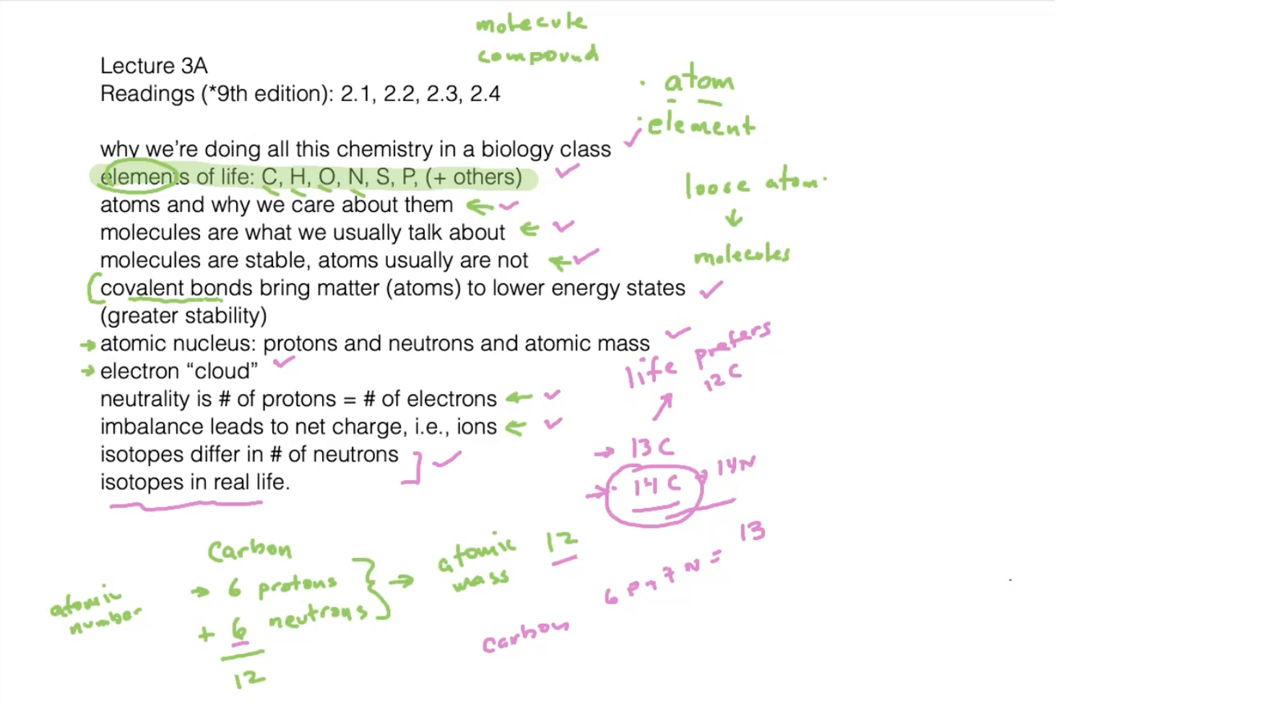 molecule
compound
Lecture 3A
Readings (*9th edition): 2.1, 2.2, 2.3, 2.4
· atom
· element
why we're doing all this chemistry in a biology class
elements of life: C, H, O, N, S, P, (+ others)
loose atom.
↓
molecules
atoms and why we care about them ←
molecules are what we usually talk about ←
molecules are stable, atoms usually are not ←
covalent bonds bring matter (atoms) to lower energy states
(greater stability)
→ atomic nucleus: protons and neutrons and atomic mass
→ electron "cloud"
neutrality is # of protons = # of electrons ←
imbalance leads to net charge, i.e., ions ←
isotopes differ in # of neutrons
isotopes in real life.
life prefers
12C
→ 13C
→ 14C → 14N
Carbon
atomic number
→ 6 protons
+ 6 neutrons
12
→ atomic mass 12
carbon
6 P + 7 N = 13